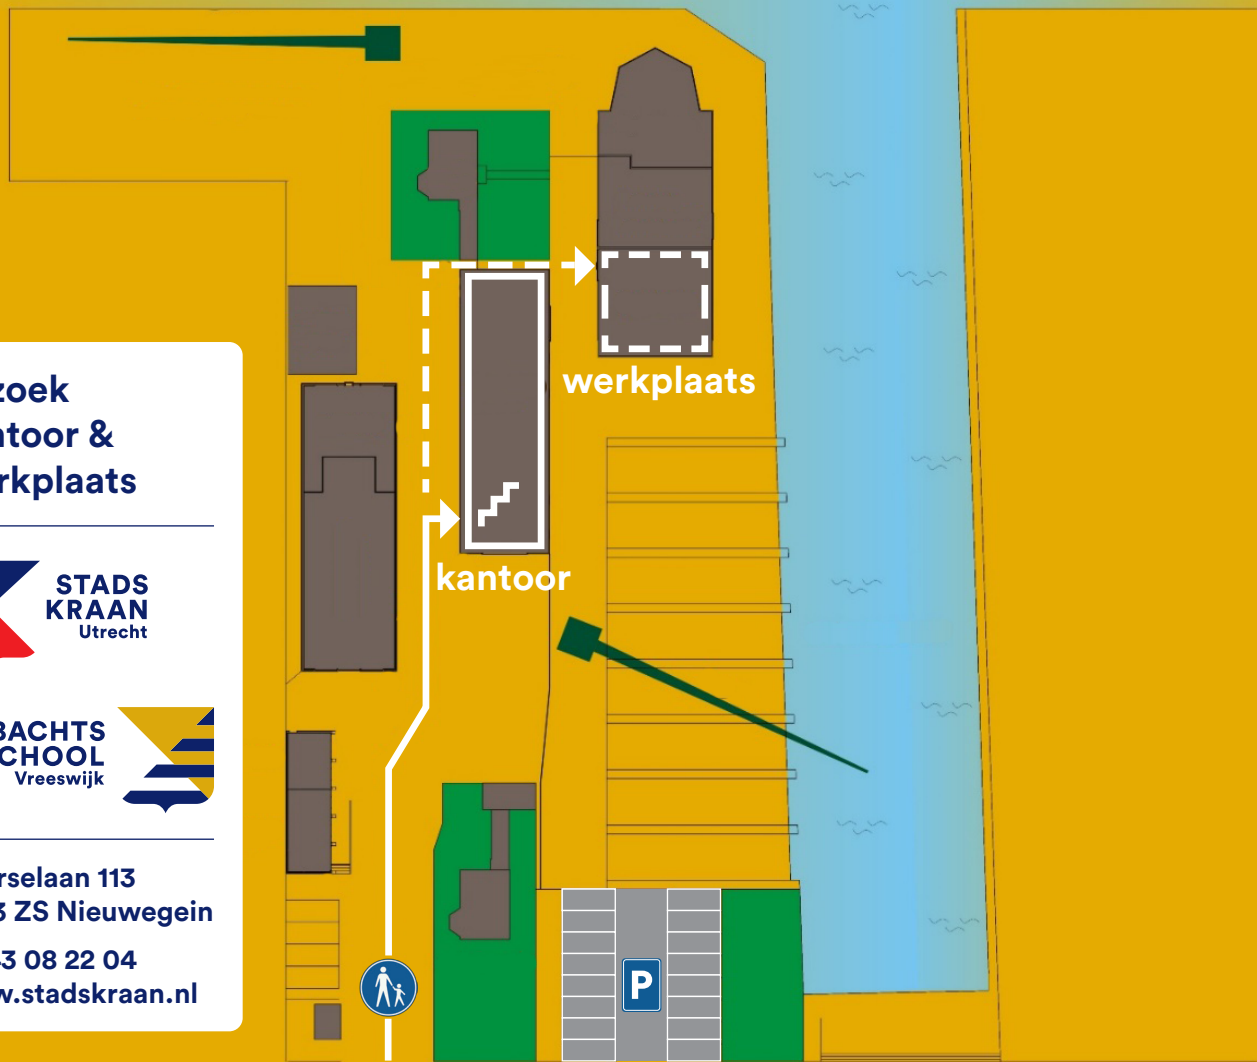 werkplaats
kantoor
zoek
ntoor &
rkplaats
STADS
KRAAN
Utrecht
BACHTS
CHOOL
Vreeswijk
rselaan 113
3 ZS Nieuwegein
3 08 22 04
w.stadskraan.nl
P